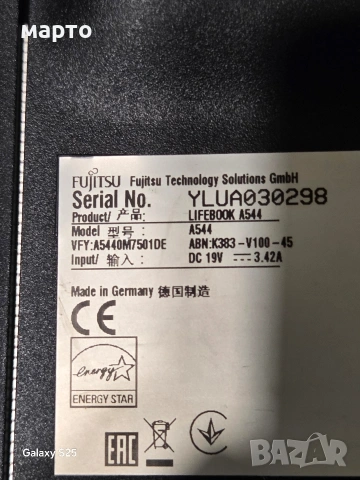 марто
FUJITSU Fujitsu Technology Solutions GmbH
Serial No. YLUA030298
Product/ 产品: LIFEBOOK A544
Model 型号: A544
VFY:A5440M7501DE ABN:K383-V100-45
Input/ 输入: DC 19V ⎓ 3.42A
Made in Germany 德国制造
CE
energy
ENERGY STAR
EAC
Galaxy S25
BAZAR